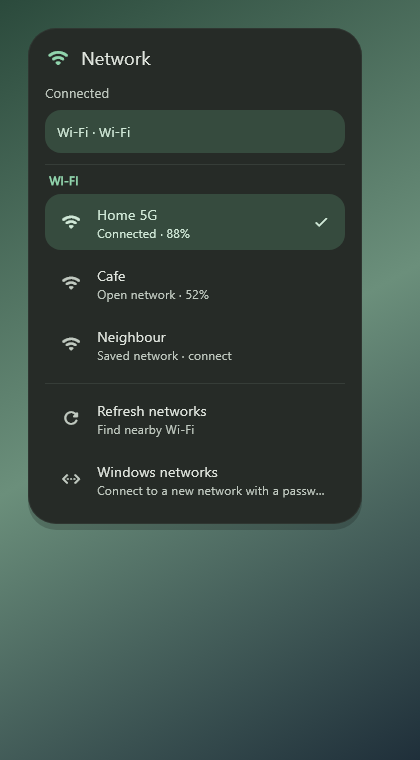 Network
Connected
Wi-Fi · Wi-Fi
WI-FI
Home 5G
Connected · 88%
Cafe
Open network · 52%
Neighbour
Saved network · connect
Refresh networks
Find nearby Wi-Fi
Windows networks
Connect to a new network with a passw...